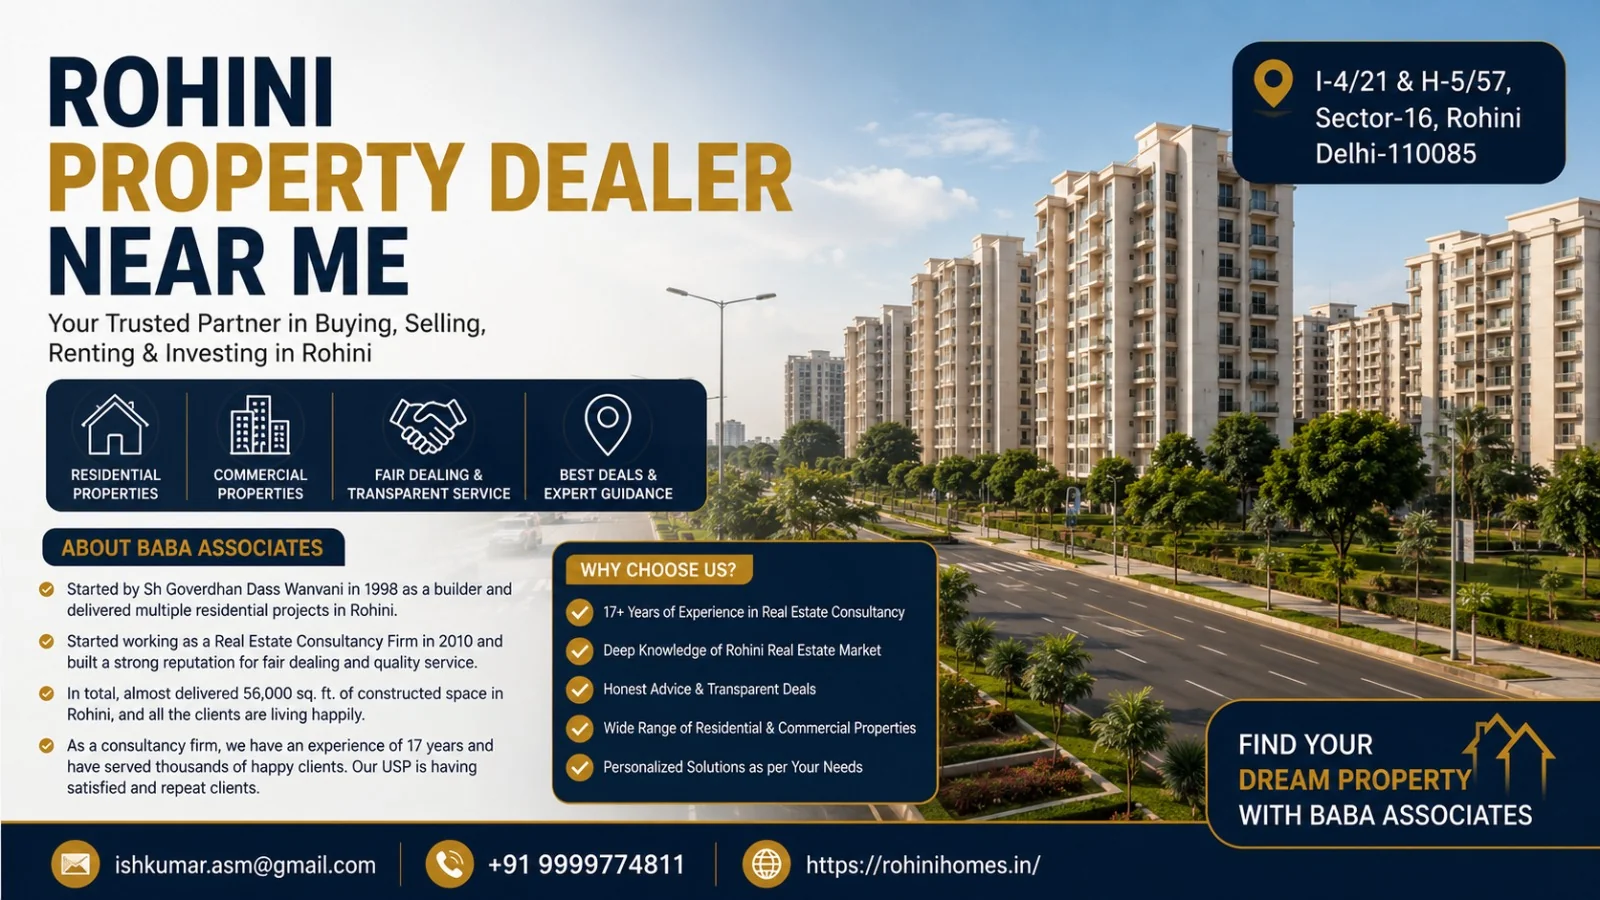 ROHINI
PROPERTY DEALER
NEAR ME
Your Trusted Partner in Buying, Selling,
Renting & Investing in Rohini
I-4/21 & H-5/57,
Sector-16, Rohini
Delhi-110085
RESIDENTIAL
PROPERTIES
COMMERCIAL
PROPERTIES
FAIR DEALING &
TRANSPARENT SERVICE
BEST DEALS &
EXPERT GUIDANCE
ABOUT BABA ASSOCIATES
Started by Sh Goverdhan Dass Wanvani in 1998 as a builder and
delivered multiple residential projects in Rohini.
Started working as a Real Estate Consultancy Firm in 2010 and
built a strong reputation for fair dealing and quality service.
In total, almost delivered 56,000 sq. ft. of constructed space in
Rohini, and all the clients are living happily.
As a consultancy firm, we have an experience of 17 years and
have served thousands of happy clients. Our USP is having
satisfied and repeat clients.
WHY CHOOSE US?
17+ Years of Experience in Real Estate Consultancy
Deep Knowledge of Rohini Real Estate Market
Honest Advice & Transparent Deals
Wide Range of Residential & Commercial Properties
Personalized Solutions as per Your Needs
FIND YOUR
DREAM PROPERTY
WITH BABA ASSOCIATES
ishkumar.asm@gmail.com
+91 9999774811
https://rohinihomes.in/